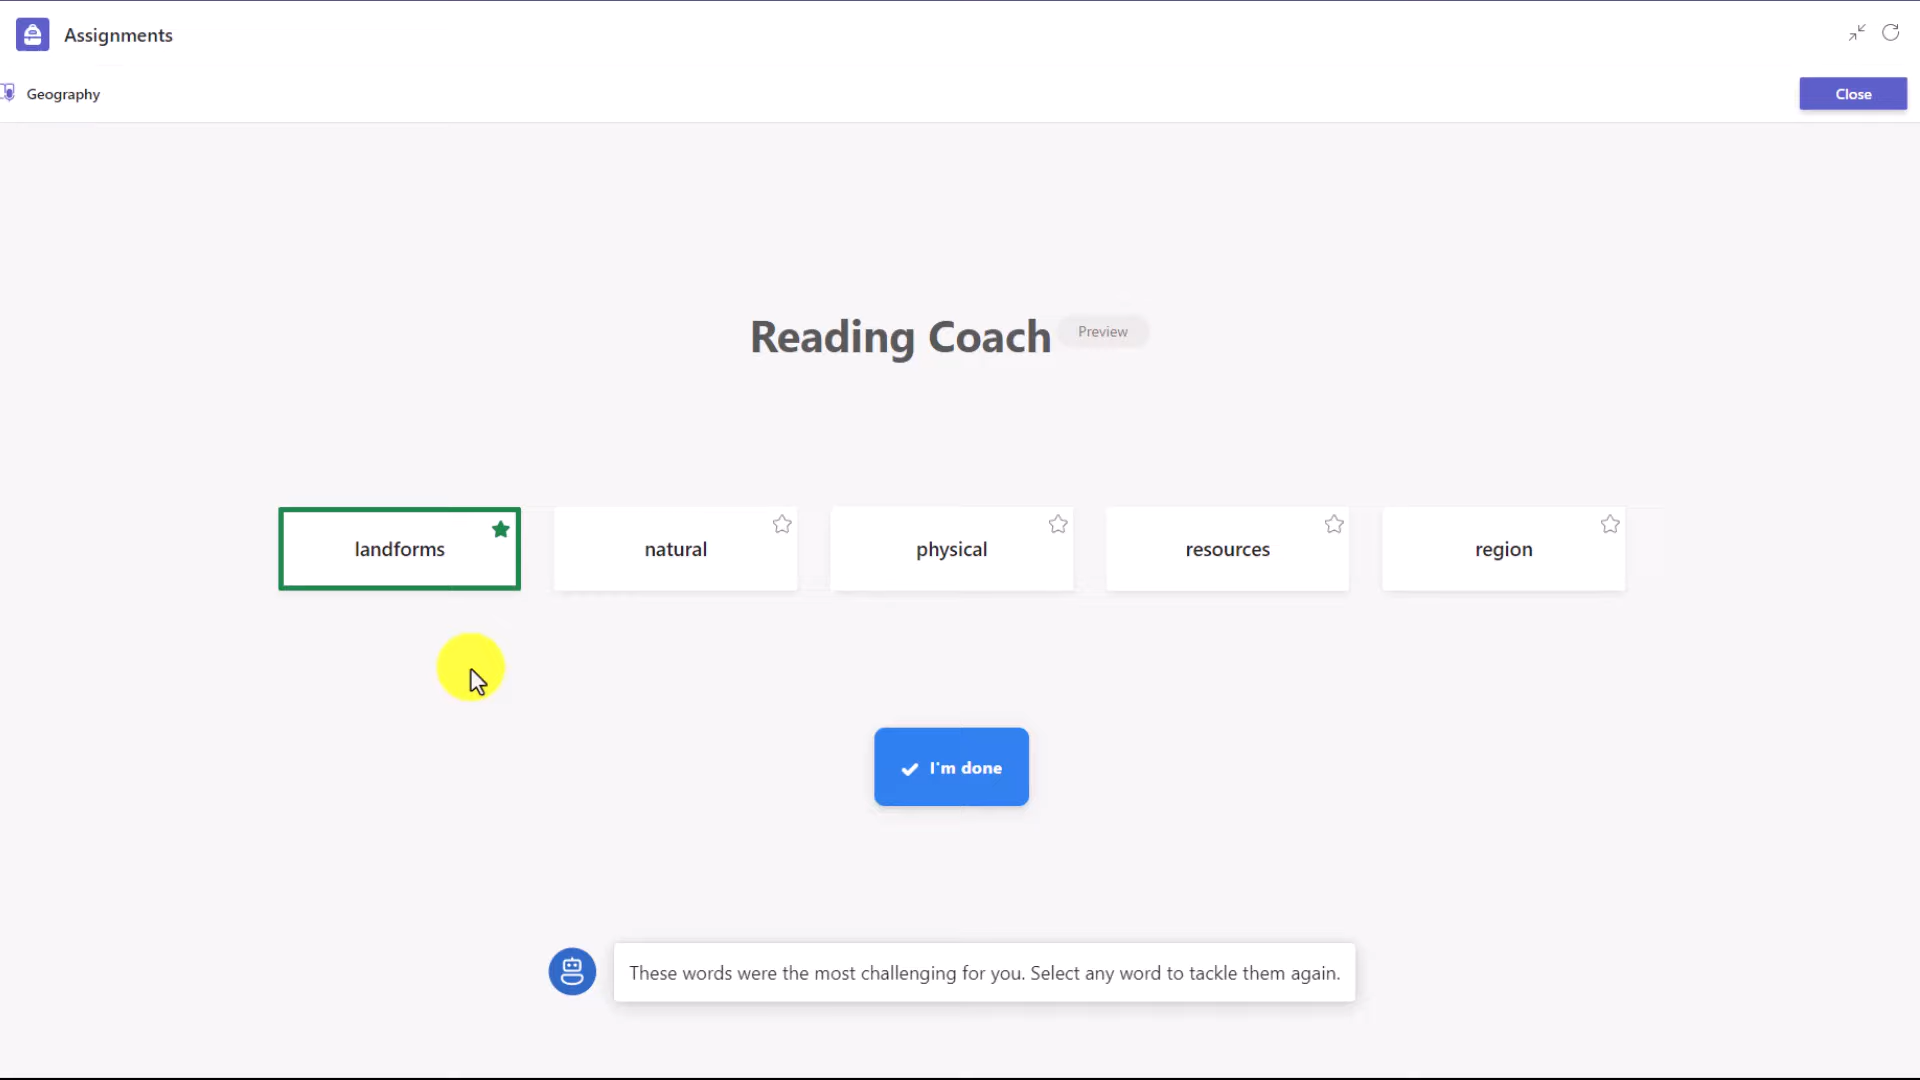 Assignments
Geography
Close
Reading Coach Preview
landforms
natural
physical
resources
region
I'm done
These words were the most challenging for you. Select any word to tackle them again.